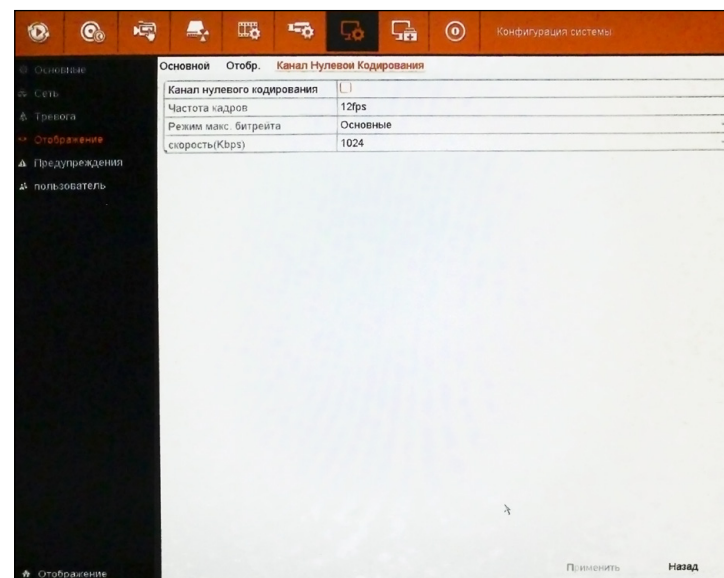 Конфигурация системы
Основные
Сеть
Тревога
Отображение
Предупреждения
пользователь
Основной Отобр. Канал Нулевой Кодирования
Канал нулевого кодирования
Частота кадров 12fps
Режим макс. битрейта Основные
скорость(Kbps) 1024
Применить Назад
Отображение